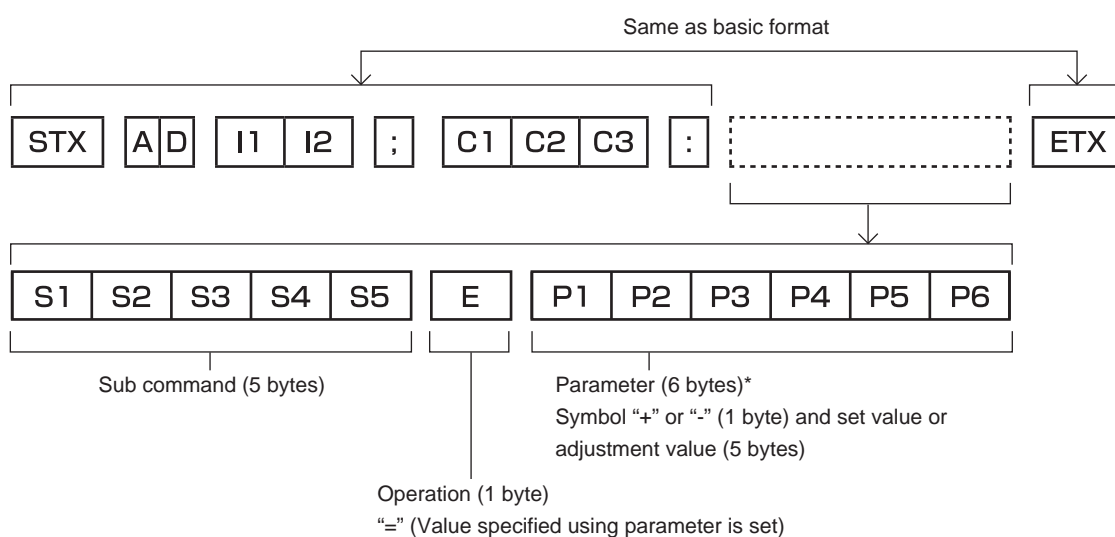 Same as basic format
STX A D I1 I2 ; C1 C2 C3 : ETX
S1 S2 S3 S4 S5 E P1 P2 P3 P4 P5 P6
Sub command (5 bytes)
Parameter (6 bytes)*
Symbol “+” or “-” (1 byte) and set value or
adjustment value (5 bytes)
Operation (1 byte)
“=” (Value specified using parameter is set)